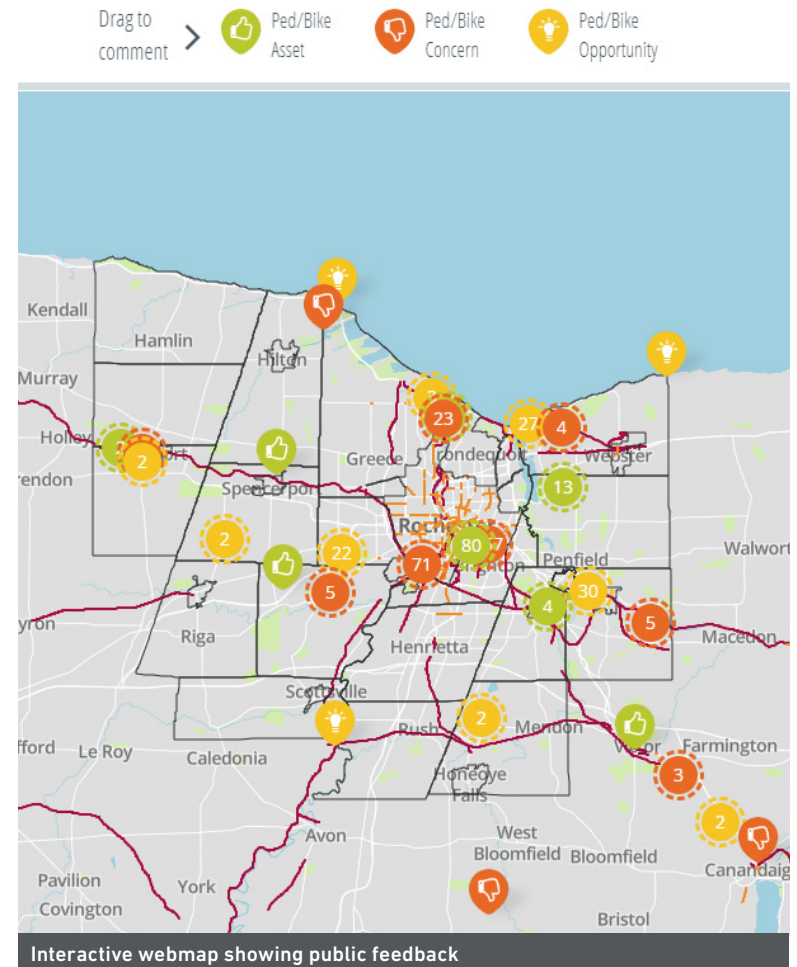 Drag to
comment
Ped/Bike
Asset
Ped/Bike
Concern
Ped/Bike
Opportunity
Kendall
Hamlin
Hilton
Murray
23
27
4
Holley
2
Greece
Webster
13
Spencerport
2
22
80
71
Penfield
Walwort
5
4
30
5
Riga
Henrietta
Macedon
Scottsville
Rush
2
Mendon
Farmington
Le Roy
Caledonia
3
Honeoye
Falls
2
Avon
West
Bloomfield
Bloomfield
Canandaig
Pavilion
York
Covington
Bristol
Interactive webmap showing public feedback